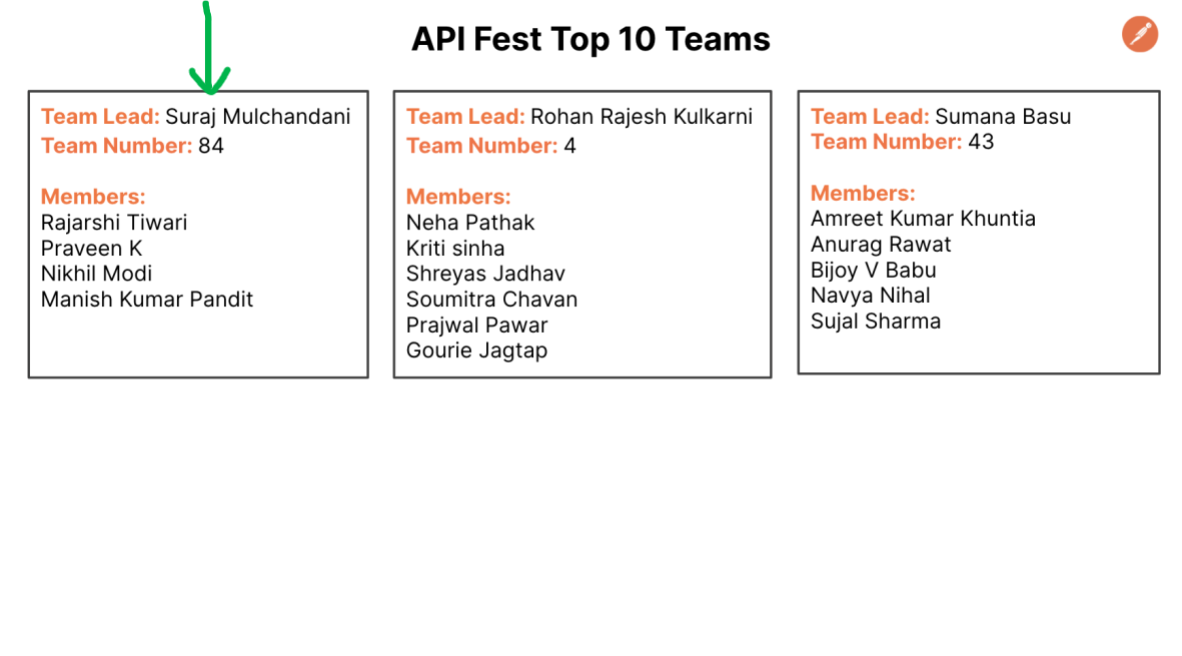 API Fest Top 10 Teams
Team Lead: Suraj Mulchandani
Team Number: 84
Members:
Rajarshi Tiwari
Praveen K
Nikhil Modi
Manish Kumar Pandit
Team Lead: Rohan Rajesh Kulkarni
Team Number: 4
Members:
Neha Pathak
Kriti sinha
Shreyas Jadhav
Soumitra Chavan
Prajwal Pawar
Gourie Jagtap
Team Lead: Sumana Basu
Team Number: 43
Members:
Amreet Kumar Khuntia
Anurag Rawat
Bijoy V Babu
Navya Nihal
Sujal Sharma